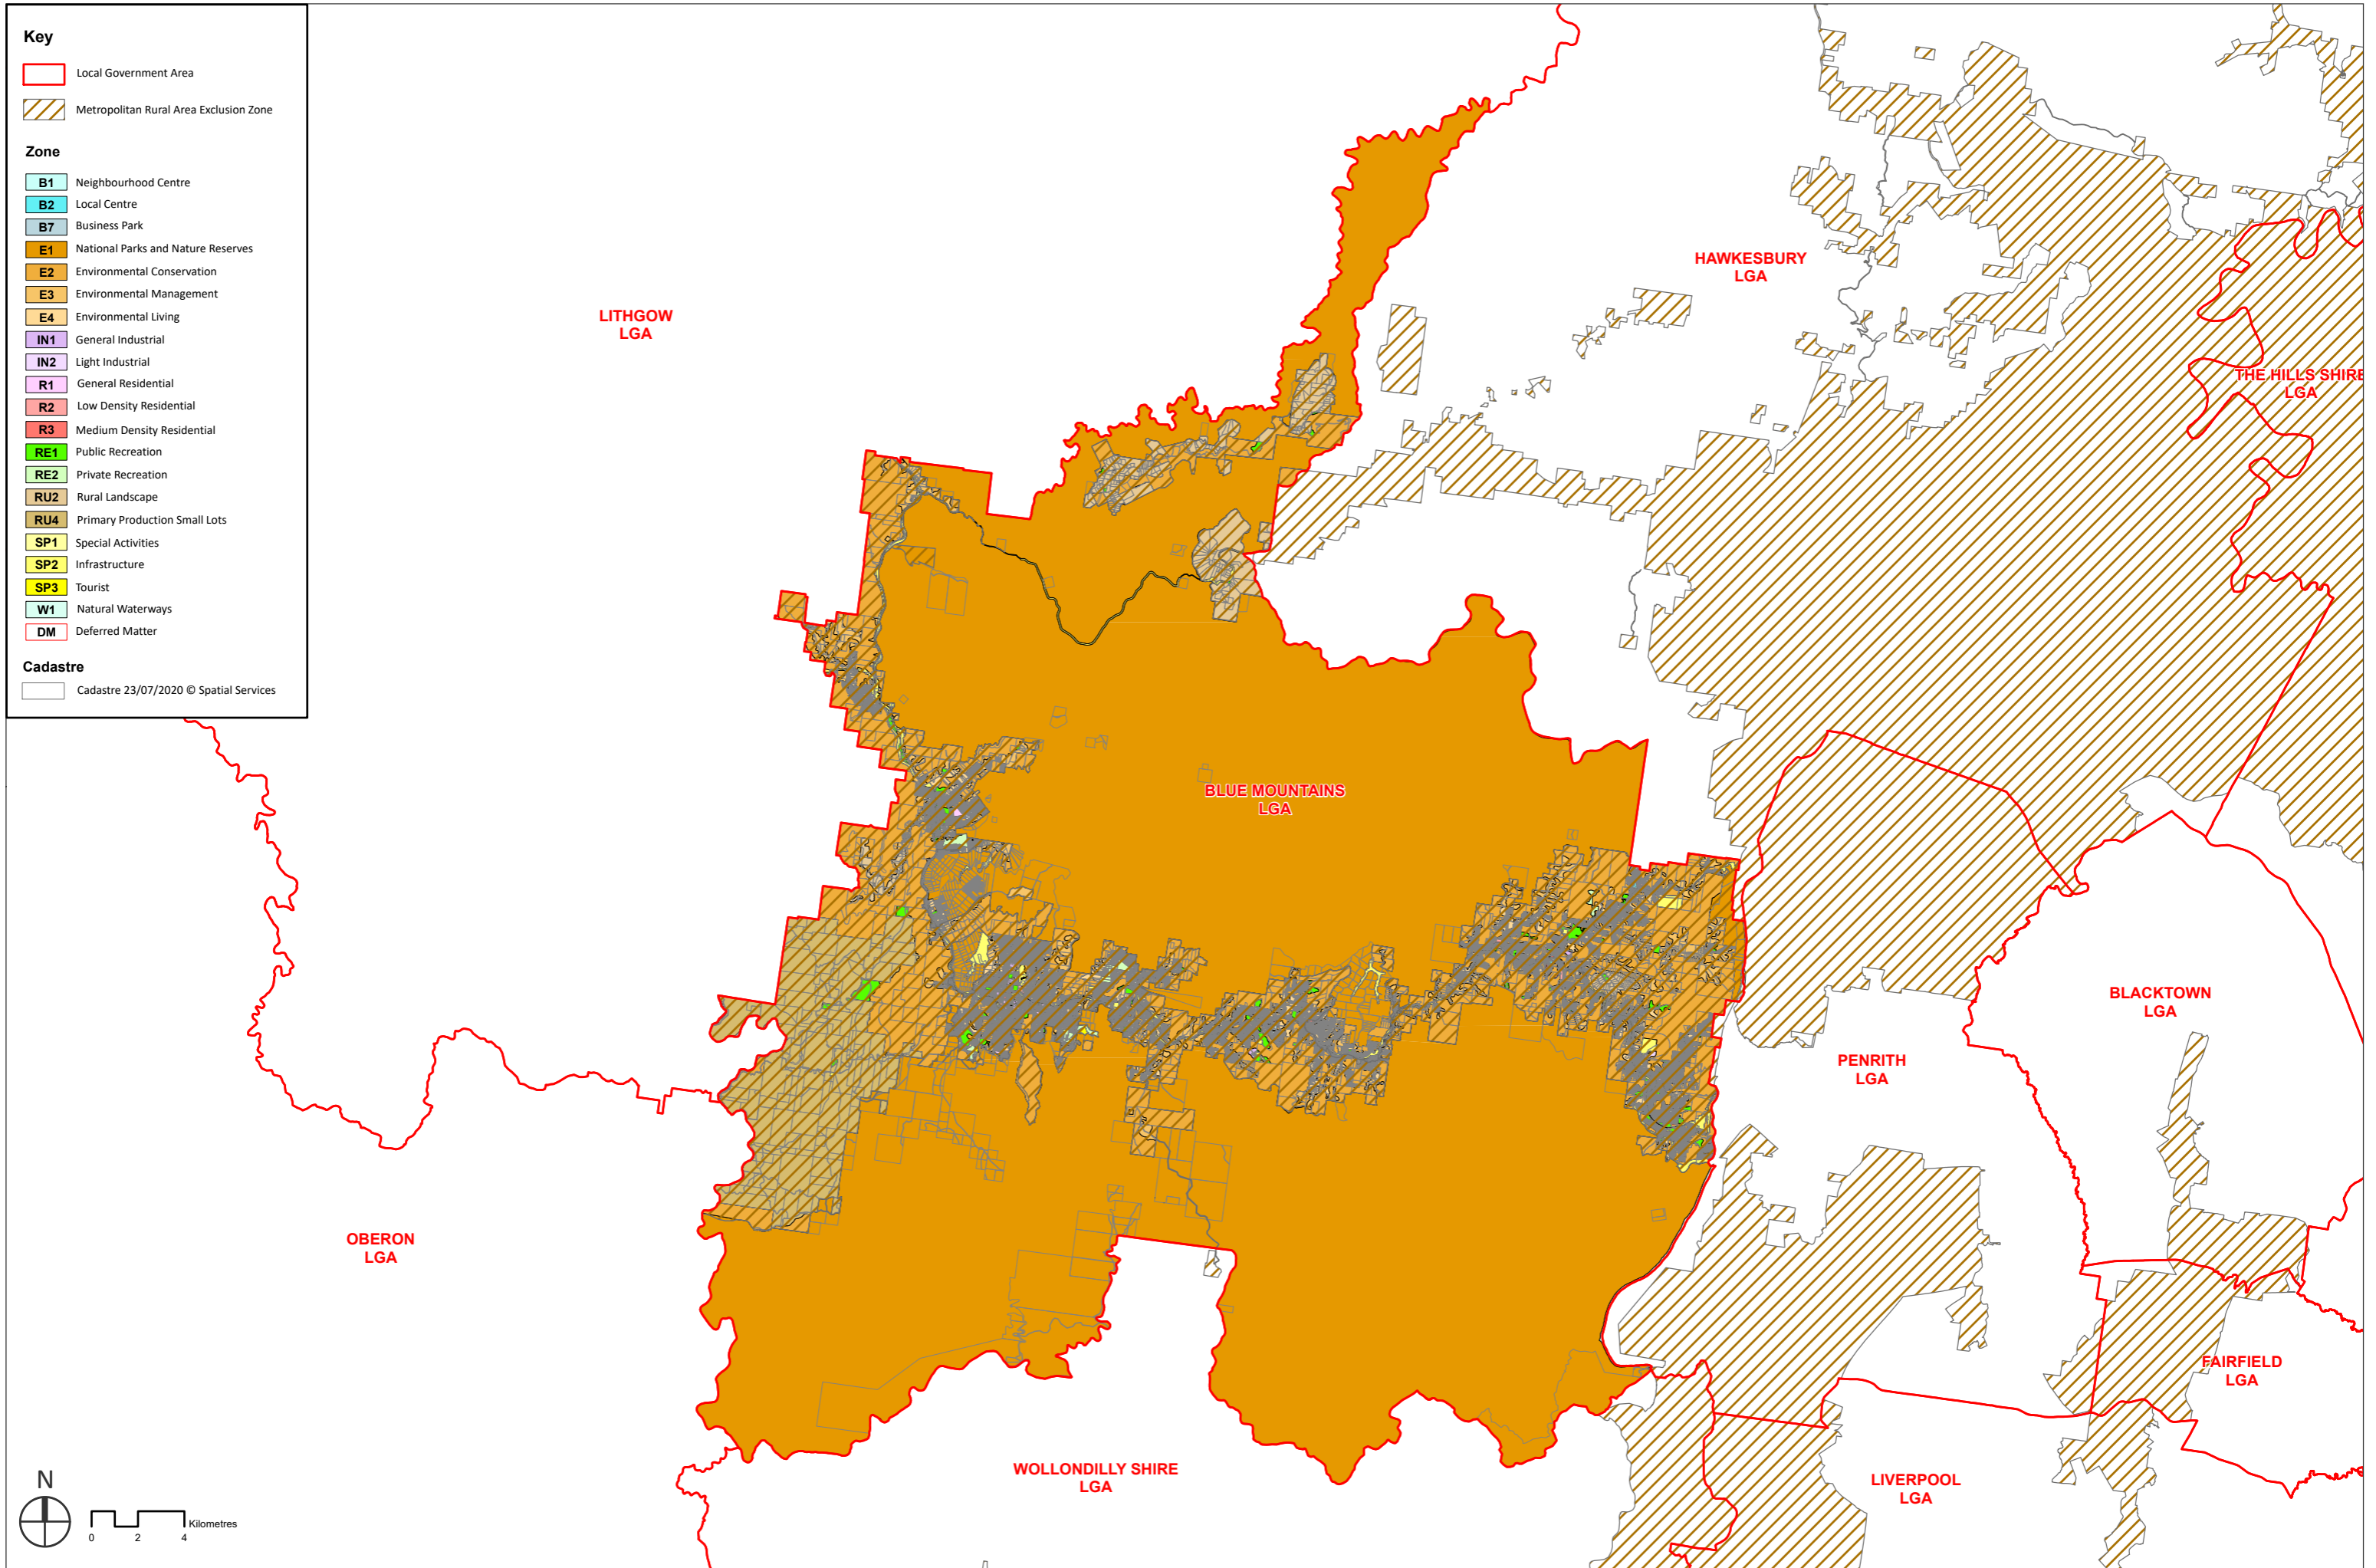 Key
Local Government Area
Metropolitan Rural Area Exclusion Zone
Zone
B1 Neighbourhood Centre
B2 Local Centre
B7 Business Park
E1 National Parks and Nature Reserves
E2 Environmental Conservation
E3 Environmental Management
E4 Environmental Living
IN1 General Industrial
IN2 Light Industrial
R1 General Residential
R2 Low Density Residential
R3 Medium Density Residential
RE1 Public Recreation
RE2 Private Recreation
RU2 Rural Landscape
RU4 Primary Production Small Lots
SP1 Special Activities
SP2 Infrastructure
SP3 Tourist
W1 Natural Waterways
DM Deferred Matter
Cadastre
Cadastre 23/07/2020 © Spatial Services
HAWKESBURY
LGA
LITHGOW
LGA
THE HILLS SHIRE
LGA
BLUE MOUNTAINS
LGA
BLACKTOWN
LGA
PENRITH
LGA
OBERON
LGA
FAIRFIELD
LGA
WOLLONDILLY SHIRE
LGA
LIVERPOOL
LGA
N
Kilometres
0 2 4